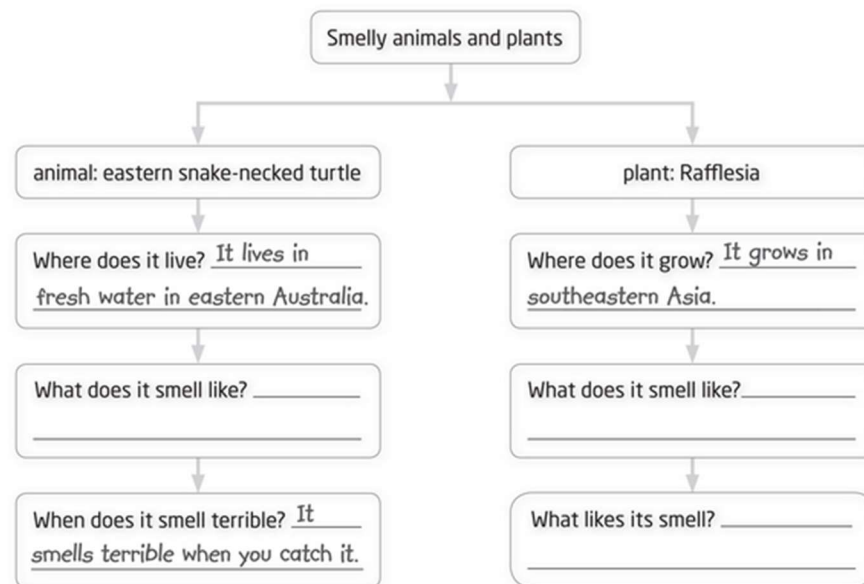 Smelly animals and plants
animal: eastern snake-necked turtle
Where does it live? It lives in
fresh water in eastern Australia.
What does it smell like?
When does it smell terrible? It
smells terrible when you catch it.
plant: Rafflesia
Where does it grow? It grows in
southeastern Asia.
What does it smell like?
What likes its smell?